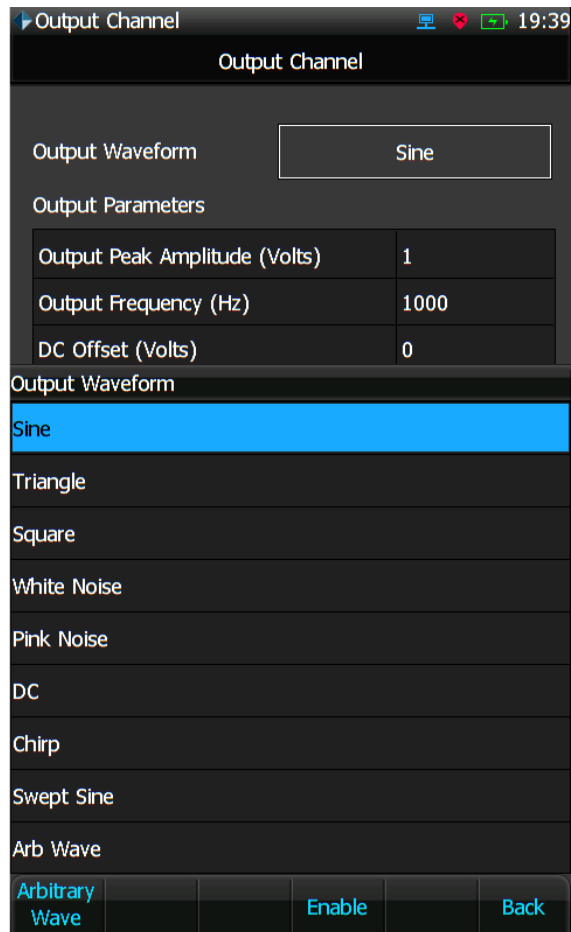 Output Channel 19:39
Output Channel
Output Waveform Sine
Output Parameters
Output Peak Amplitude (Volts) 1
Output Frequency (Hz) 1000
DC Offset (Volts) 0
Output Waveform
Sine
Triangle
Square
White Noise
Pink Noise
DC
Chirp
Swept Sine
Arb Wave
Arbitrary
Wave Enable Back